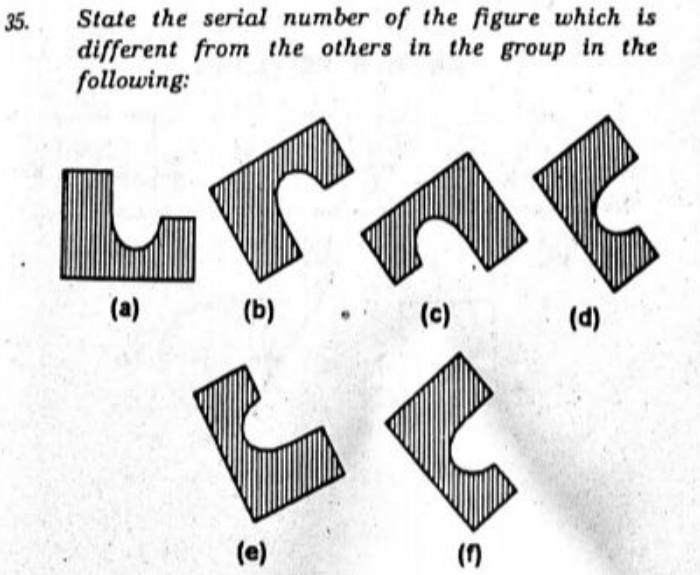 35. State the serial number of the figure which is
different from the others in the group in the
following:
(a) (b) (c) (d)
(e) (f)